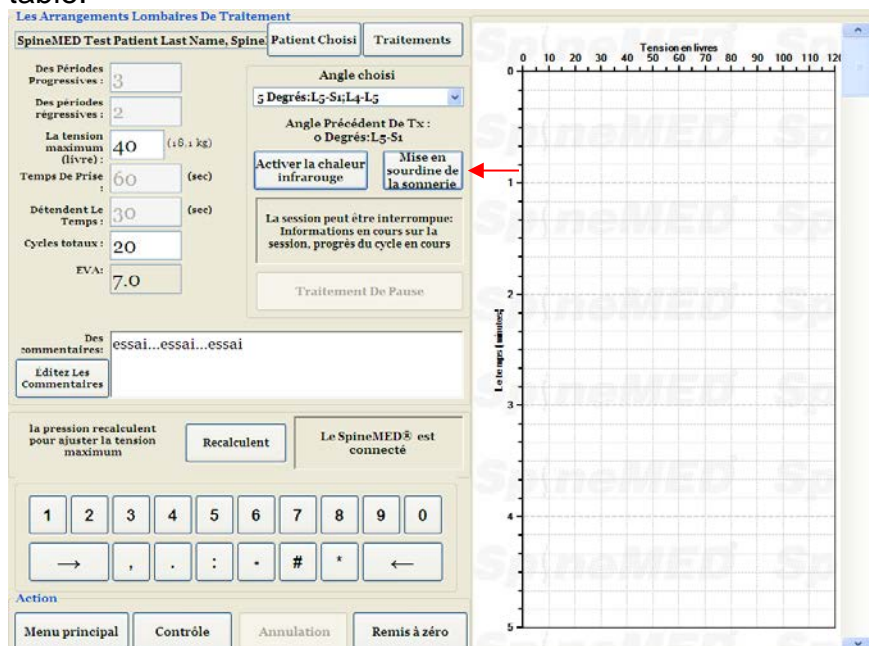 table.
Les Arrangements Lombaires De Traitement
SpineMED Test Patient Last Name, Spine
Patient Choisi
Traitements
Des Périodes
Progressives :
3
Des périodes
régressives :
2
La tension
maximum
(livre) :
40
(18,1 kg)
Temps De Prise
:
60
(sec)
Détendent Le
Temps :
30
(sec)
Cycles totaux :
20
EVA:
7.0
Angle choisi
5 Degrés:L5-S1;L4-L5
Angle Précédent De Tx :
0 Degrés:L5-S1
Activer la chaleur
infrarouge
Mise en
sourdine de
la sonnerie
La session peut être interrompue:
Informations en cours sur la
session, progrès du cycle en cours
Traitement De Pause
Des
commentaires:
essai...essai...essai
Éditez Les
Commentaires
la pression recalculent
pour ajuster la tension
maximum
Recalculent
Le SpineMED® est
connecté
1 2 3 4 5 6 7 8 9 0
→ , . : - # * ←
Action
Menu principal
Contrôle
Annulation
Remis à zéro
Tension en livres
0 10 20 30 40 50 60 70 80 90 100 110 120
0
1
2
3
4
5
Le temps (minutes)
SpineMED